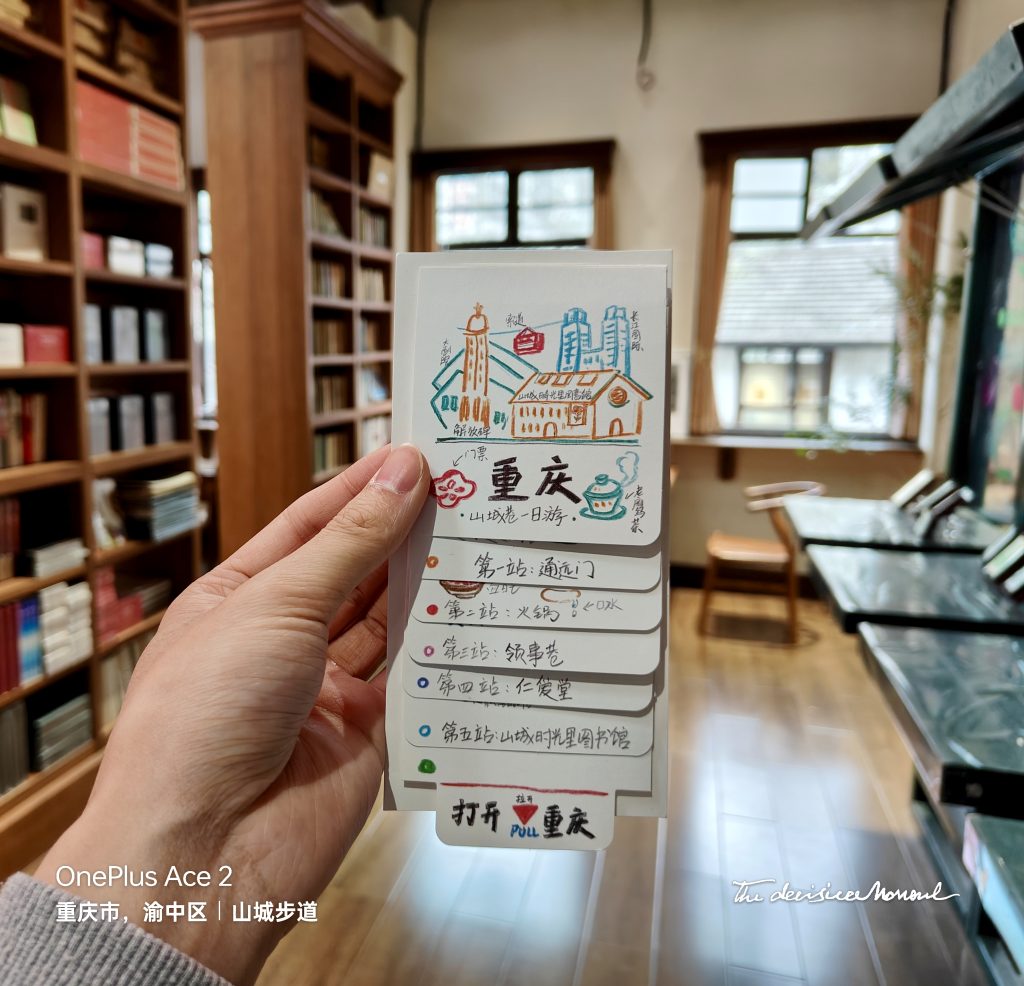 索道
长江国际
山城时光里图书馆
解放碑
门票
重庆
·山城巷一日游·
老鹰茶
第一站：通远门
第二站：火锅
←口水
第三站：领事巷
第四站：仁爱堂
第五站：山城时光里图书馆
拉开
打开 PULL 重庆
OnePlus Ace 2
重庆市，渝中区｜山城步道